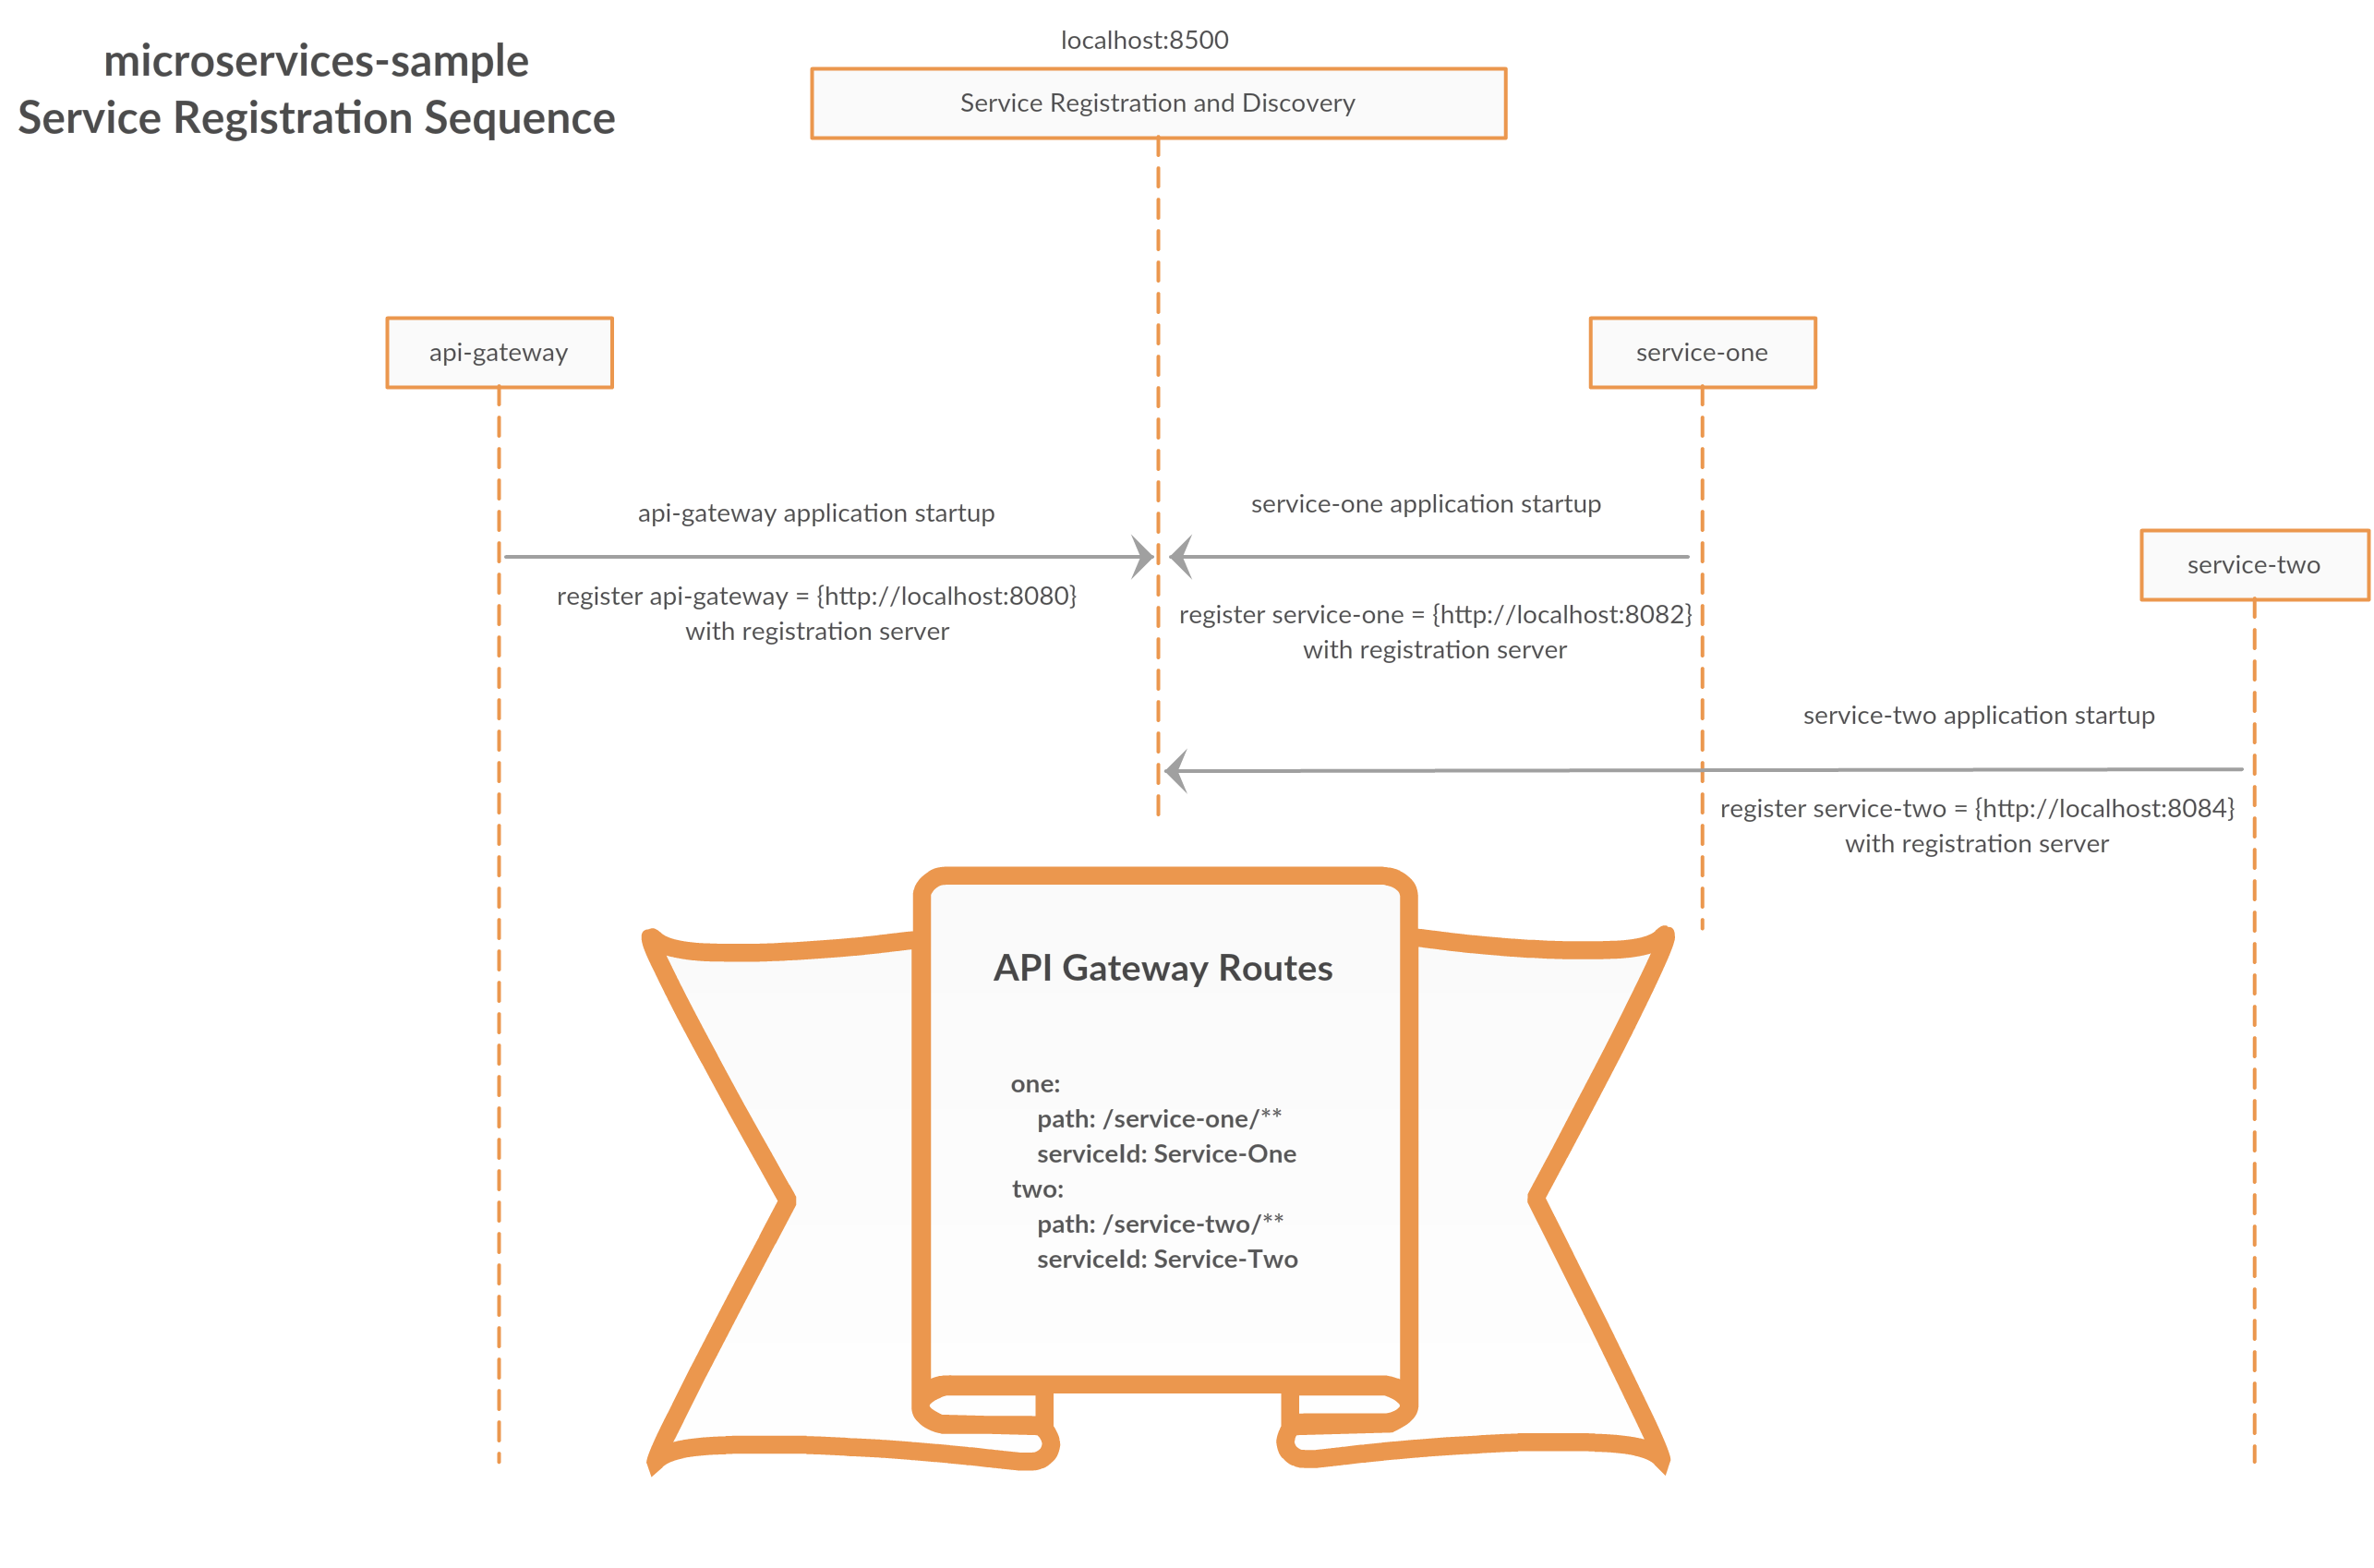 microservices-sample
Service Registration Sequence
localhost:8500
Service Registration and Discovery
api-gateway
service-one
api-gateway application startup
service-one application startup
service-two
register api-gateway = {http://localhost:8080}
with registration server
register service-one = {http://localhost:8082}
with registration server
service-two application startup
register service-two = {http://localhost:8084}
with registration server
API Gateway Routes
one:
path: /service-one/**
serviceId: Service-One
two:
path: /service-two/**
serviceId: Service-Two